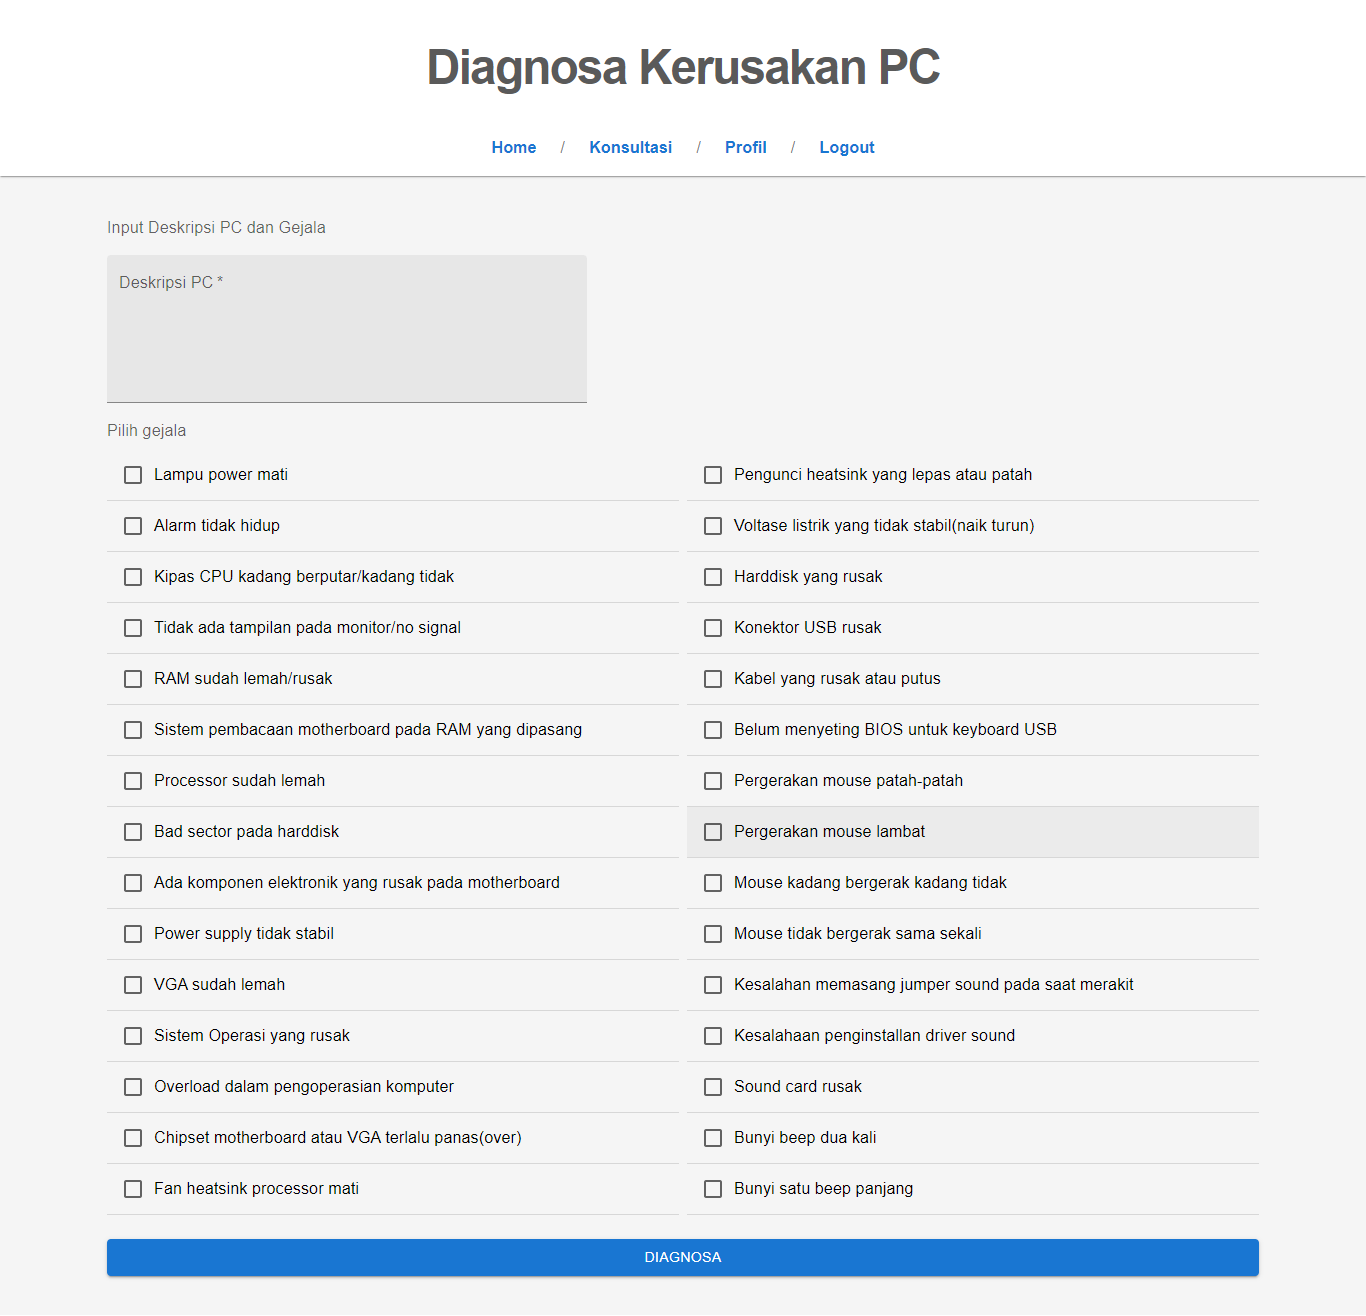 Diagnosa Kerusakan PC
Home / Konsultasi / Profil / Logout
Input Deskripsi PC dan Gejala
Deskripsi PC *
Pilih gejala
Lampu power mati
Alarm tidak hidup
Kipas CPU kadang berputar/kadang tidak
Tidak ada tampilan pada monitor/no signal
RAM sudah lemah/rusak
Sistem pembacaan motherboard pada RAM yang dipasang
Processor sudah lemah
Bad sector pada harddisk
Ada komponen elektronik yang rusak pada motherboard
Power supply tidak stabil
VGA sudah lemah
Sistem Operasi yang rusak
Overload dalam pengoperasian komputer
Chipset motherboard atau VGA terlalu panas(over)
Fan heatsink processor mati
Pengunci heatsink yang lepas atau patah
Voltase listrik yang tidak stabil(naik turun)
Harddisk yang rusak
Konektor USB rusak
Kabel yang rusak atau putus
Belum menyeting BIOS untuk keyboard USB
Pergerakan mouse patah-patah
Pergerakan mouse lambat
Mouse kadang bergerak kadang tidak
Mouse tidak bergerak sama sekali
Kesalahan memasang jumper sound pada saat merakit
Kesalahaan penginstallan driver sound
Sound card rusak
Bunyi beep dua kali
Bunyi satu beep panjang
DIAGNOSA